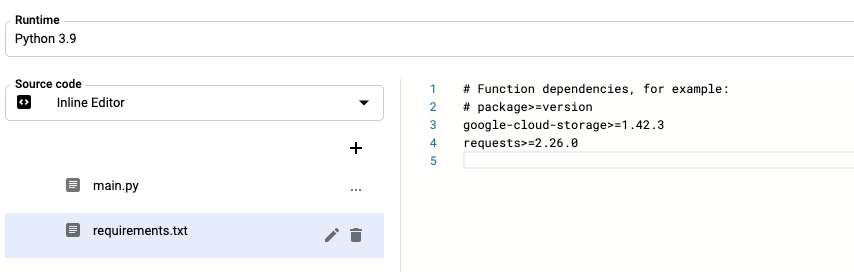 Runtime
Python 3.9
Source code
Inline Editor
main.py
...
requirements.txt
1 # Function dependencies, for example:
2 # package>=version
3 google-cloud-storage>=1.42.3
4 requests>=2.26.0
5